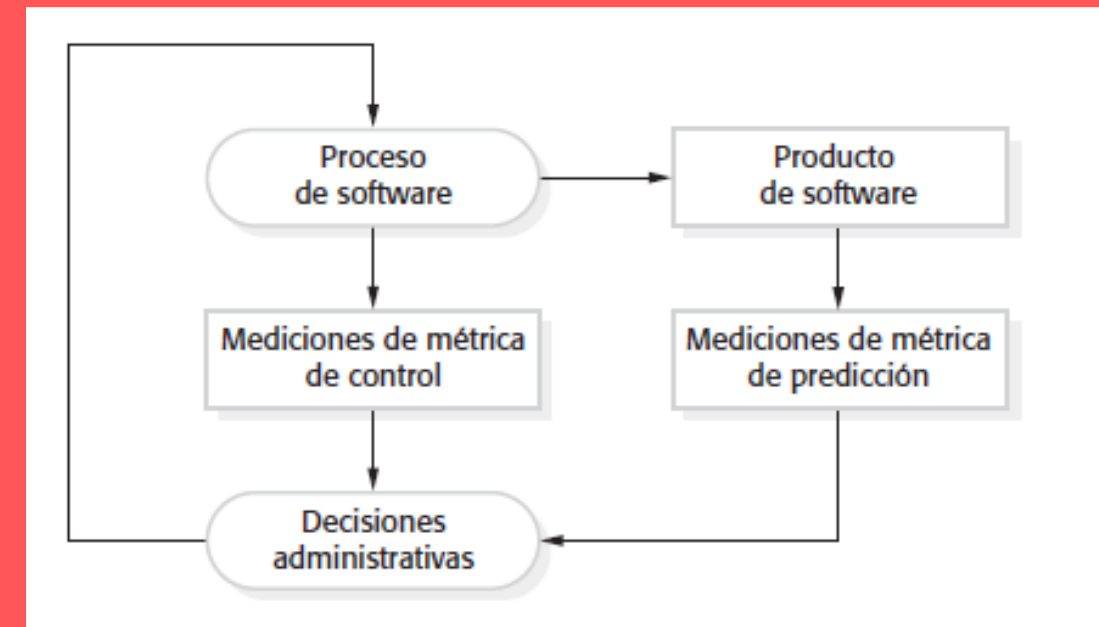 Proceso
de software
Producto
de software
Mediciones de métrica
de control
Mediciones de métrica
de predicción
Decisiones
administrativas